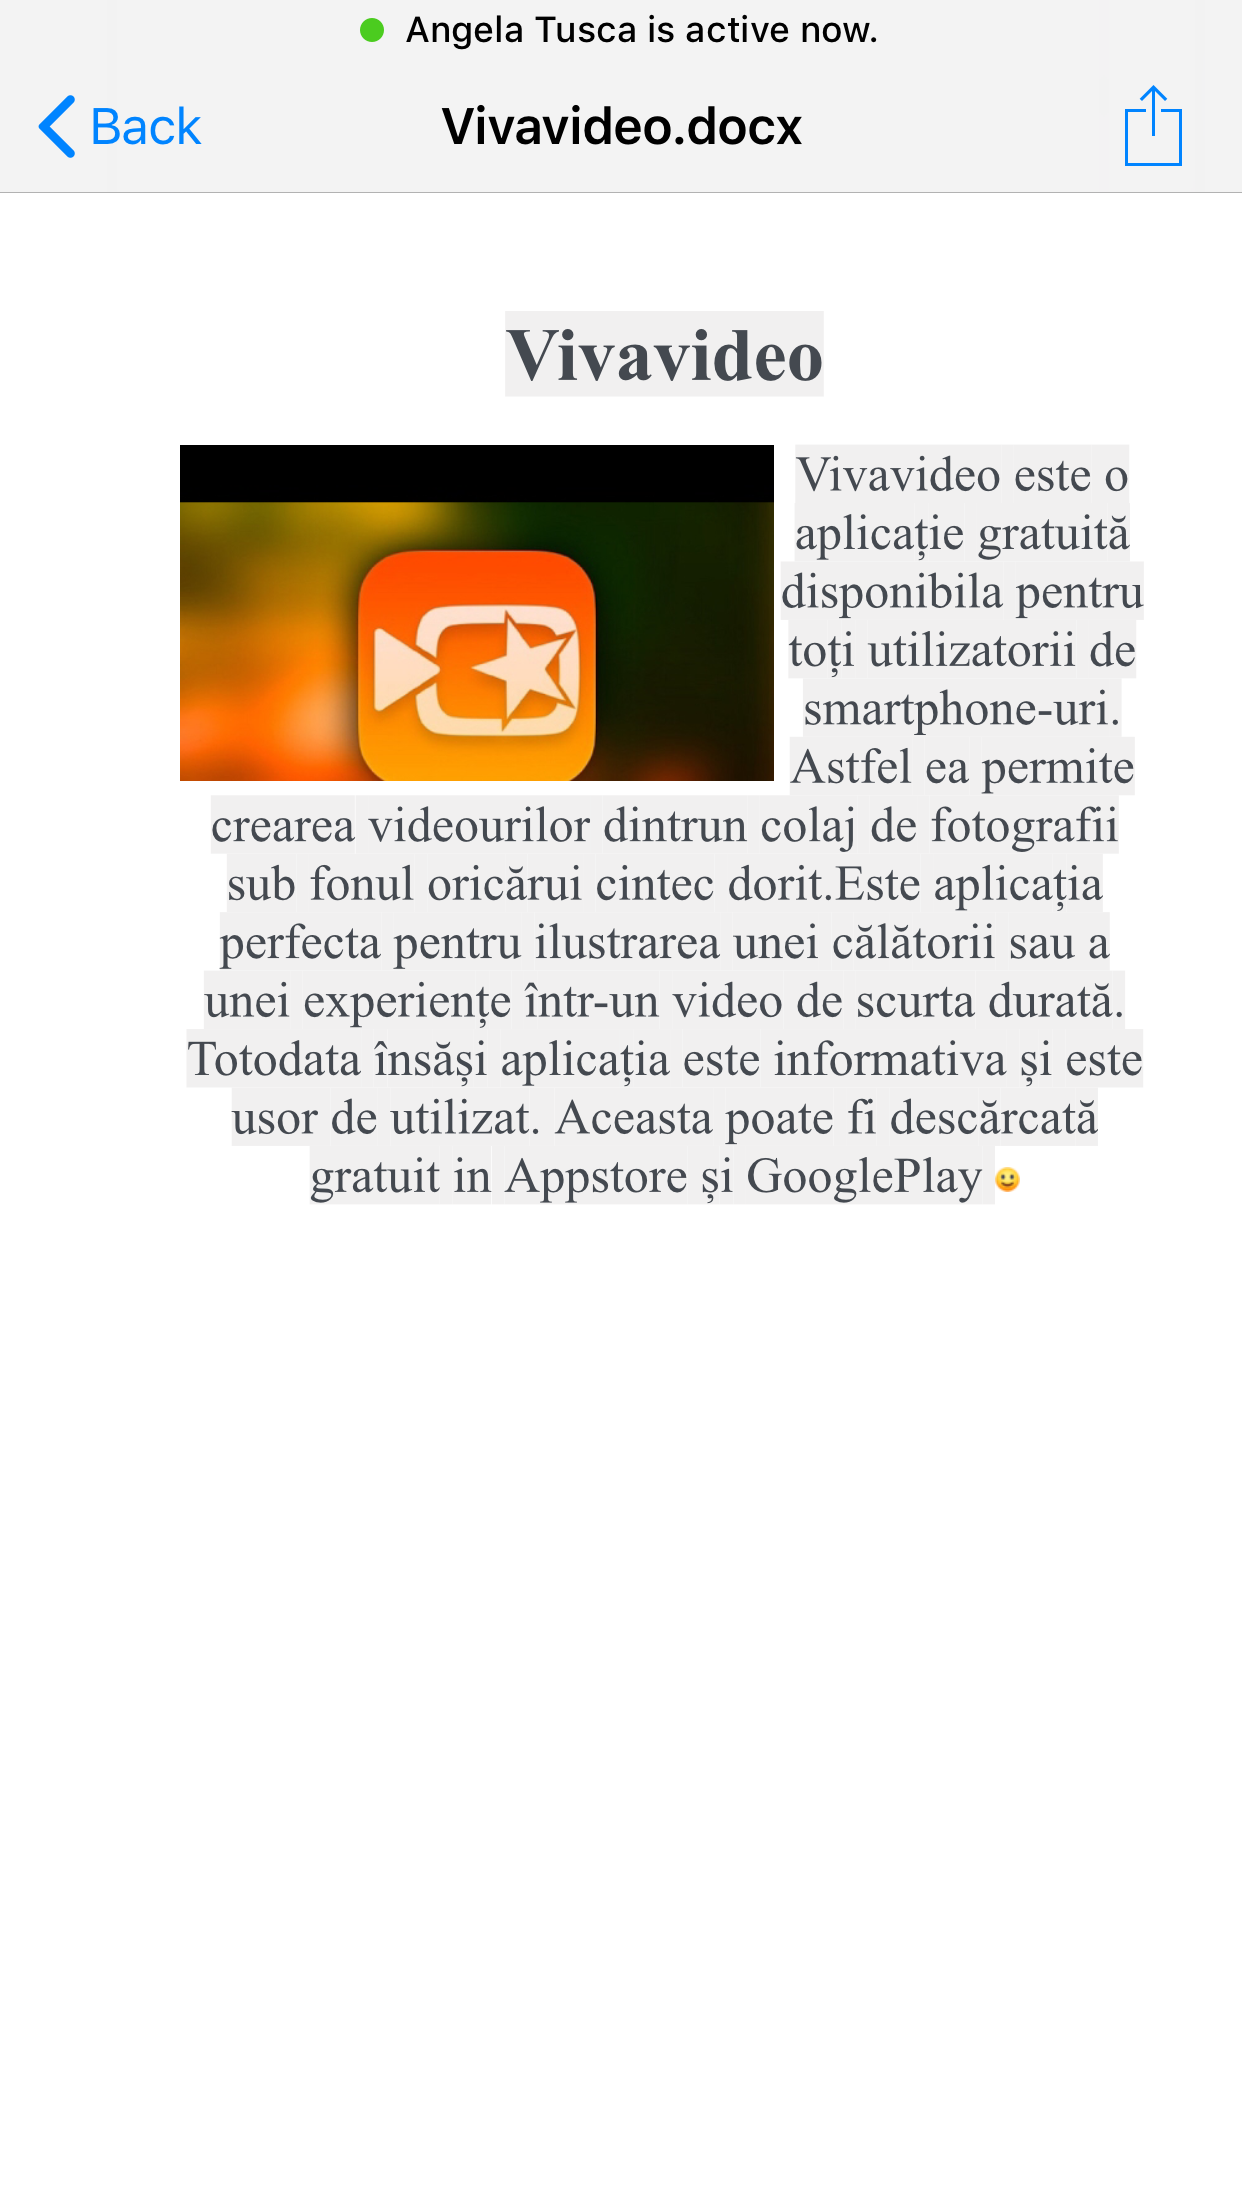 Angela Tusca is active now.
Back
Vivavideo.docx
Vivavideo
Vivavideo este o
aplicație gratuită
disponibila pentru
toți utilizatorii de
smartphone-uri.
Astfel ea permite
crearea videourilor dintrun colaj de fotografii
sub fonul oricărui cintec dorit.Este aplicația
perfecta pentru ilustrarea unei călătorii sau a
unei experiențe într-un video de scurta durată.
Totodata însăși aplicația este informativa și este
usor de utilizat. Aceasta poate fi descărcată
gratuit in Appstore și GooglePlay 🙂